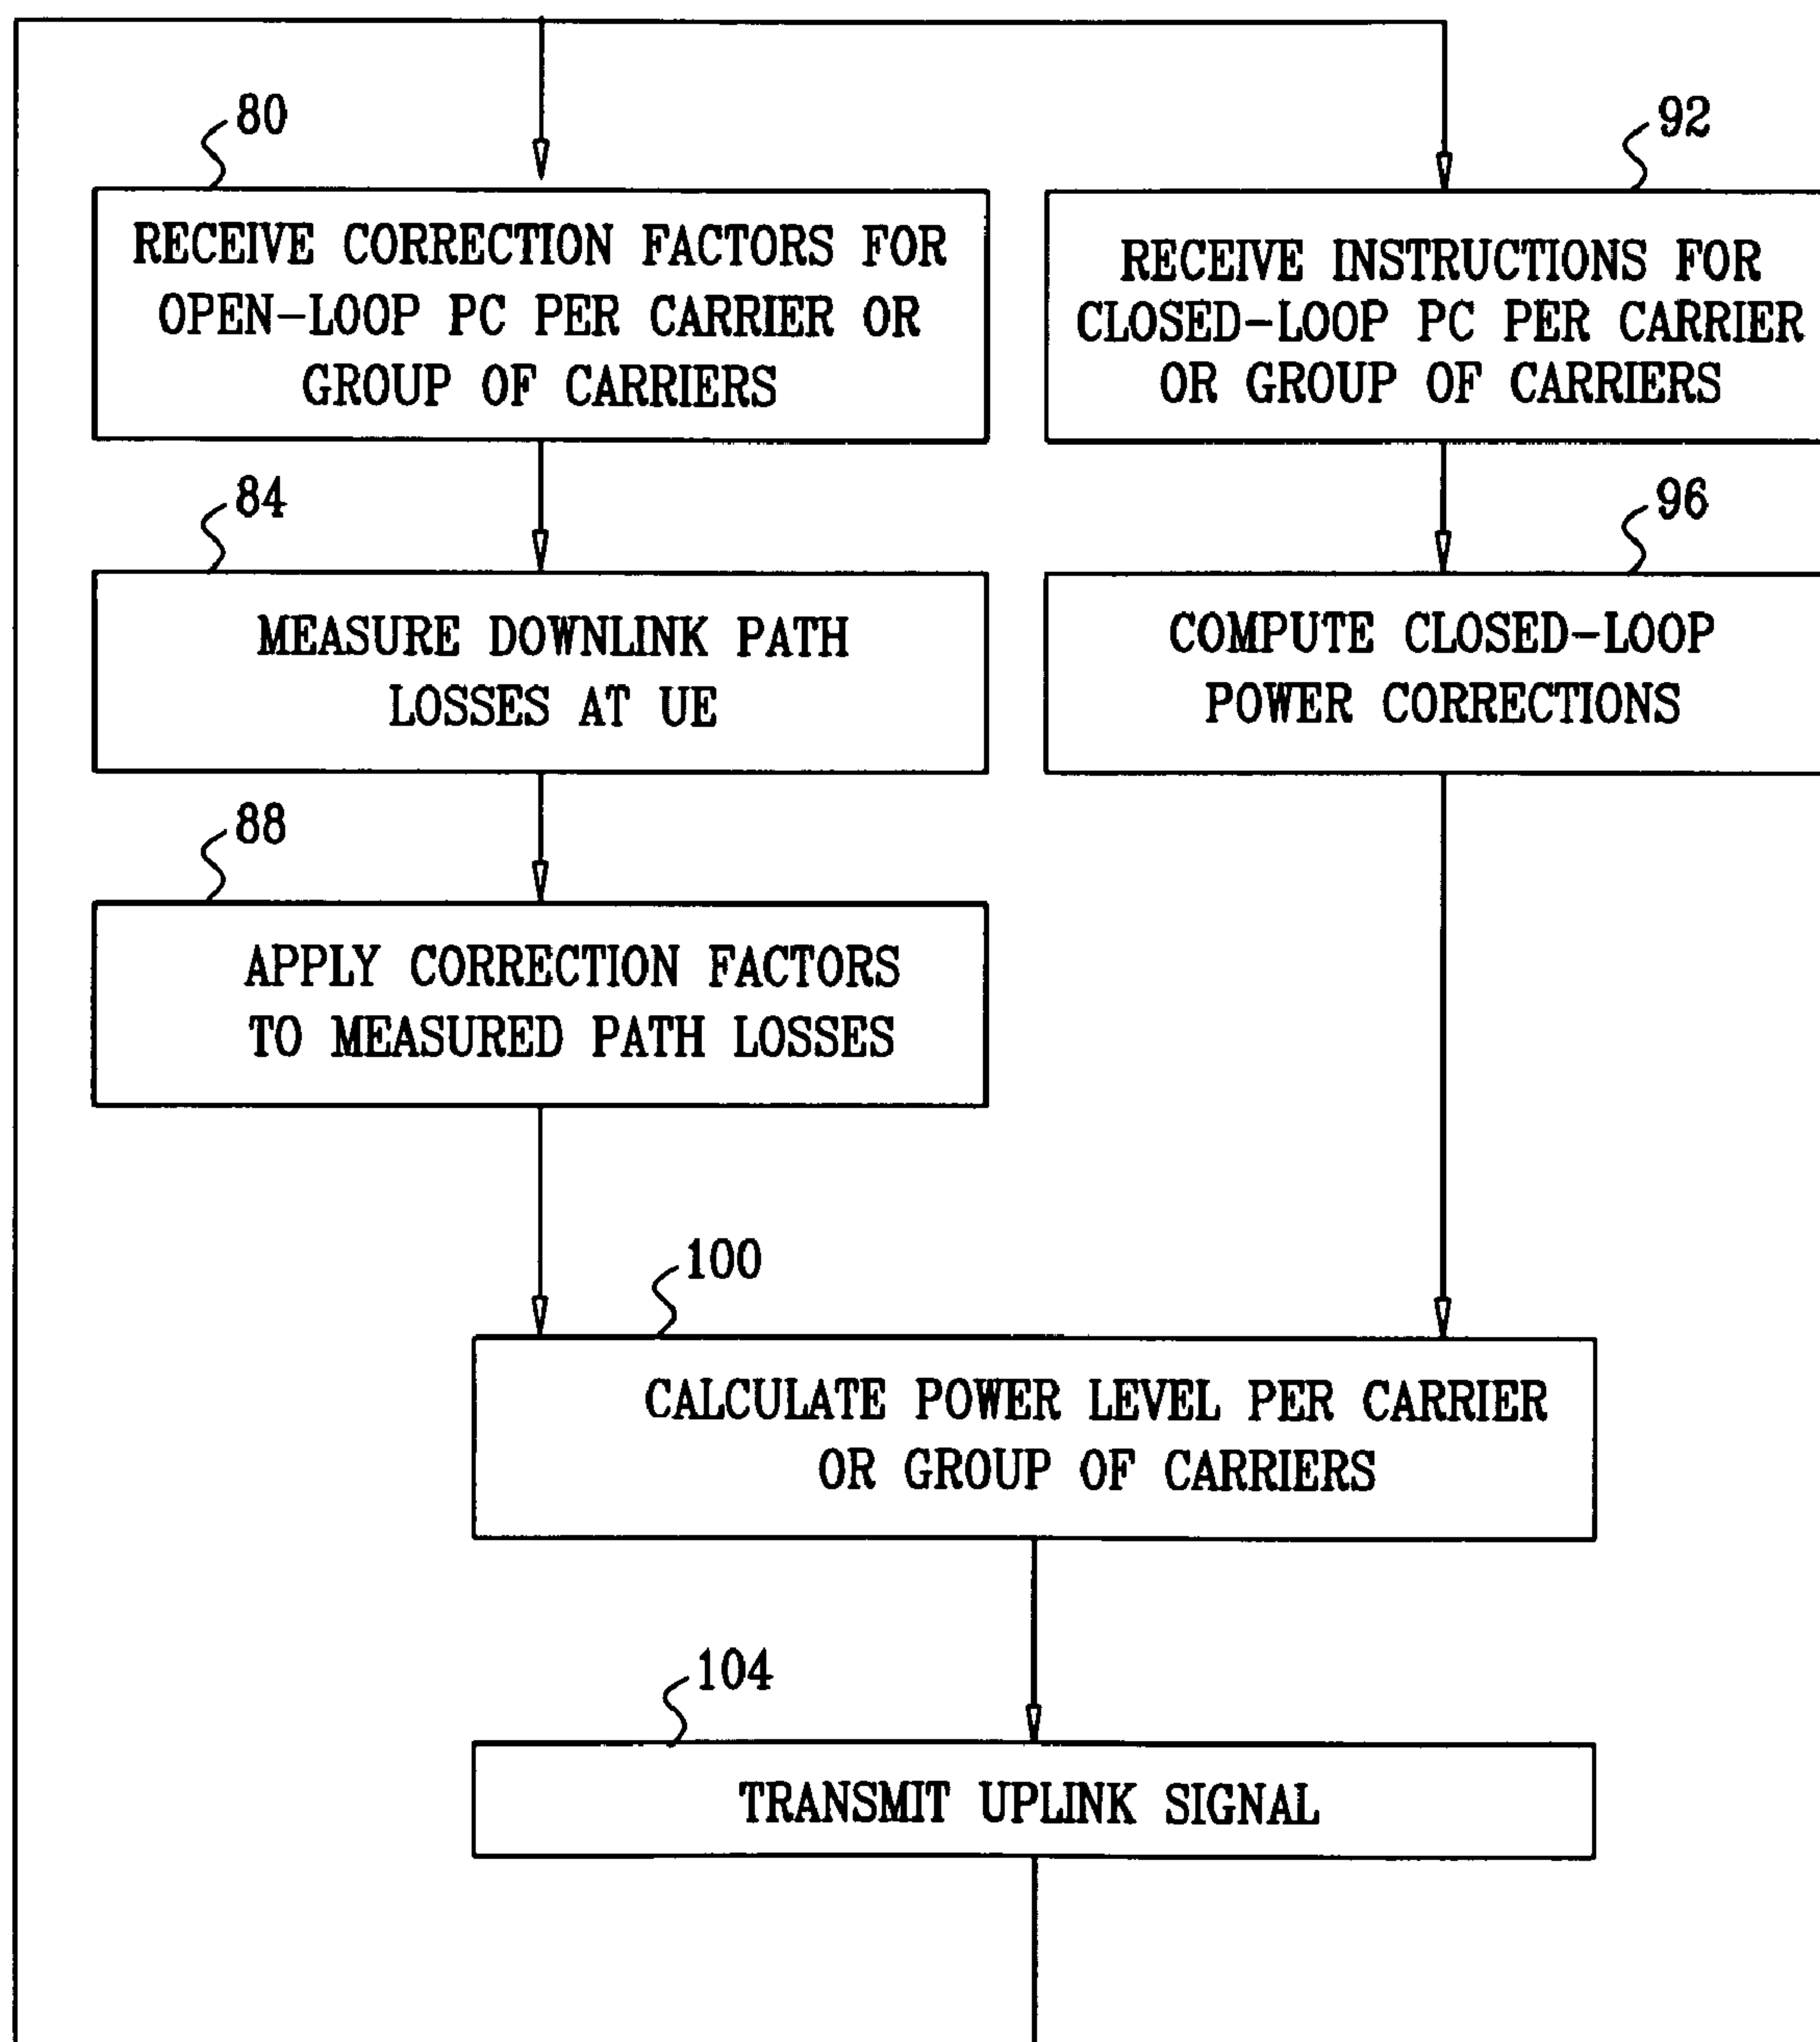 80
RECEIVE CORRECTION FACTORS FOR
OPEN-LOOP PC PER CARRIER OR
GROUP OF CARRIERS
92
RECEIVE INSTRUCTIONS FOR
CLOSED-LOOP PC PER CARRIER
OR GROUP OF CARRIERS
84
MEASURE DOWNLINK PATH
LOSSES AT UE
96
COMPUTE CLOSED-LOOP
POWER CORRECTIONS
88
APPLY CORRECTION FACTORS
TO MEASURED PATH LOSSES
100
CALCULATE POWER LEVEL PER CARRIER
OR GROUP OF CARRIERS
104
TRANSMIT UPLINK SIGNAL